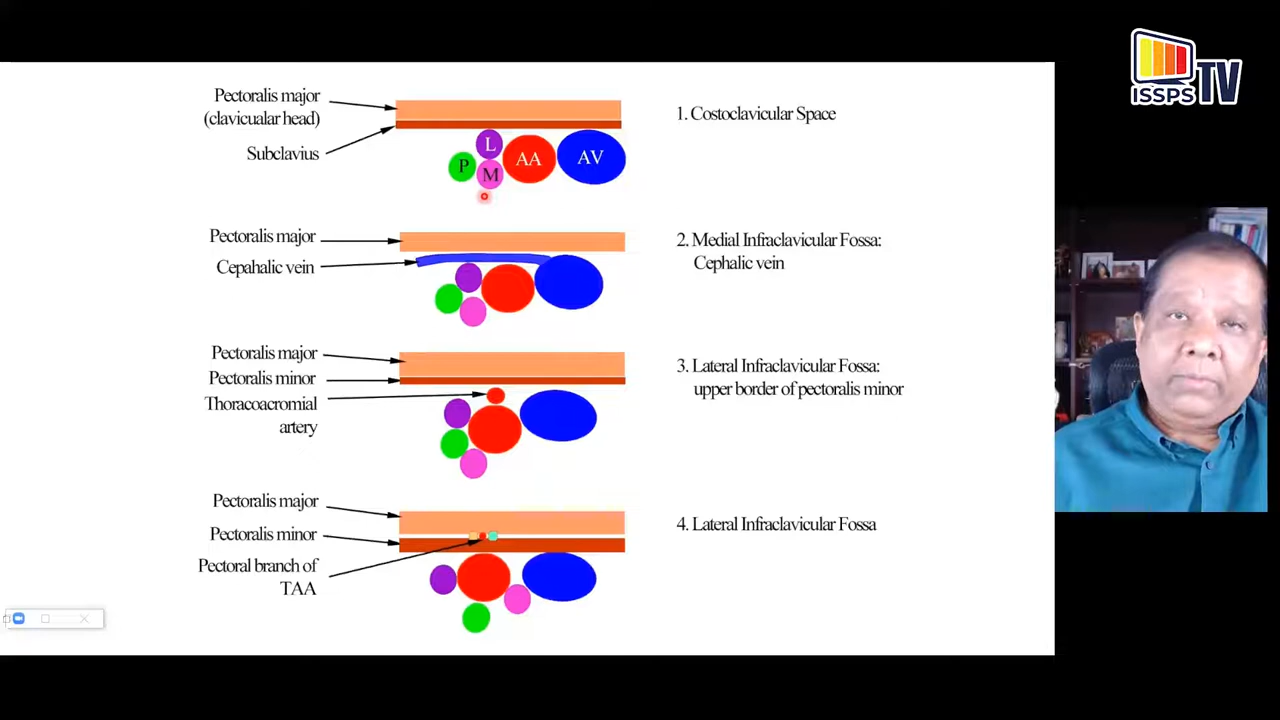 ISSPS TV
Pectoralis major
(clavicualar head)
Subclavius
P
L
M
AA
AV
1. Costoclavicular Space
Pectoralis major
Cepahalic vein
2. Medial Infraclavicular Fossa:
Cephalic vein
Pectoralis major
Pectoralis minor
Thoracoacromial
artery
3. Lateral Infraclavicular Fossa:
upper border of pectoralis minor
Pectoralis major
Pectoralis minor
Pectoral branch of
TAA
4. Lateral Infraclavicular Fossa